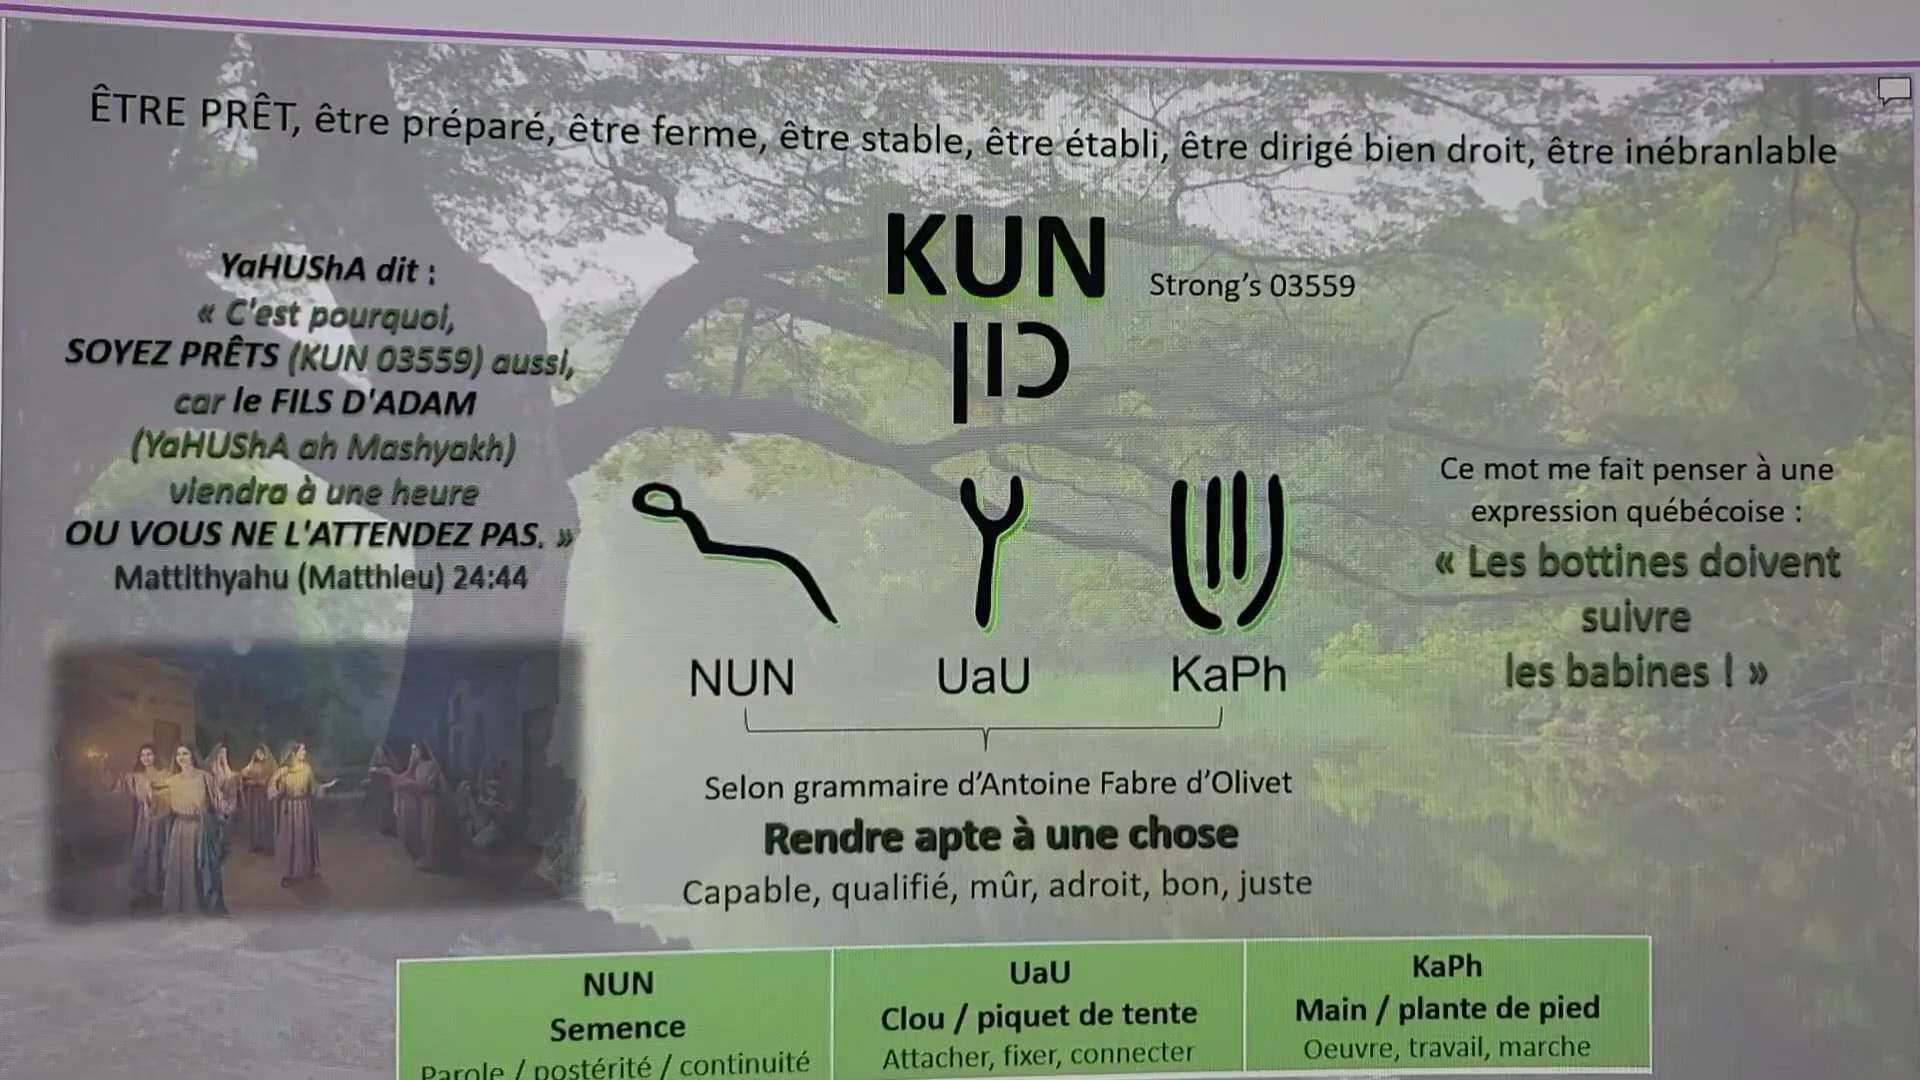 ÊTRE PRÊT, être préparé, être ferme, être stable, être établi, être dirigé bien droit, être inébranlable
KUN
Strong's 03559
כון
YaHUShA dit :
« C'est pourquoi,
SOYEZ PRÊTS (KUN 03559) aussi,
car le FILS D'ADAM
(YaHUShA ah Mashyakh)
viendra à une heure
OU VOUS NE L'ATTENDEZ PAS. »
Mattithyahu (Matthieu) 24:44
NUN
UaU
KaPh
Ce mot me fait penser à une
expression québécoise :
« Les bottines doivent
suivre
les babines ! »
Selon grammaire d'Antoine Fabre d'Olivet
Rendre apte à une chose
Capable, qualifié, mûr, adroit, bon, juste
NUN
Semence
Parole / postérité / continuité
UaU
Clou / piquet de tente
Attacher, fixer, connecter
KaPh
Main / plante de pied
Oeuvre, travail, marche